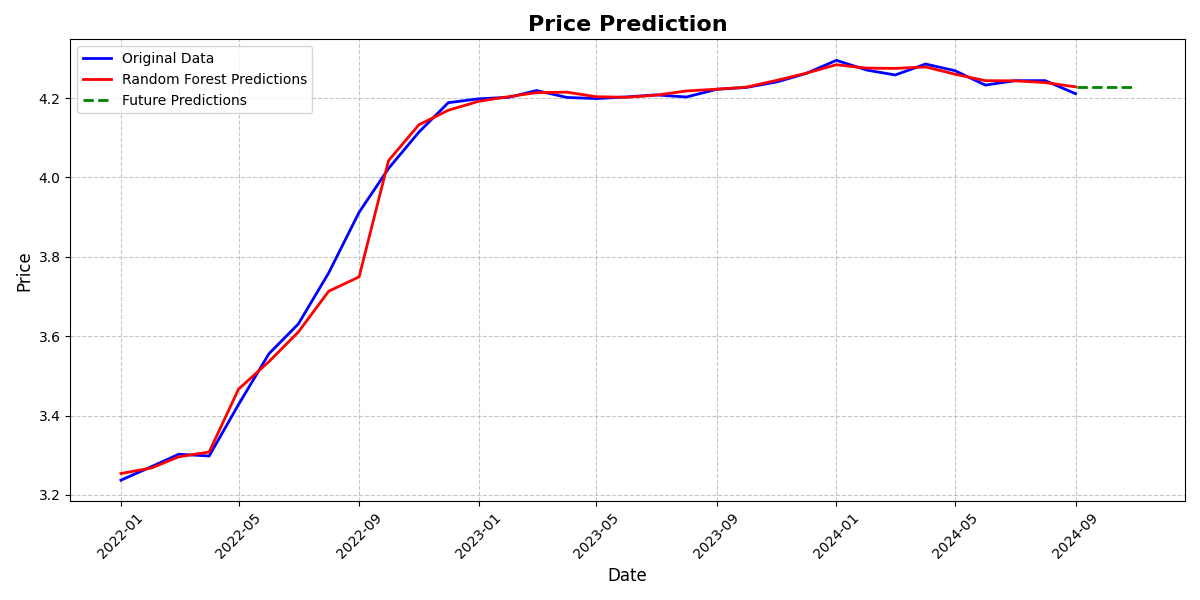 Price Prediction
Original Data
Random Forest Predictions
Future Predictions
Price
4.2
4.0
3.8
3.6
3.4
3.2
2022-01
2022-05
2022-09
2023-01
2023-05
2023-09
2024-01
2024-05
2024-09
Date